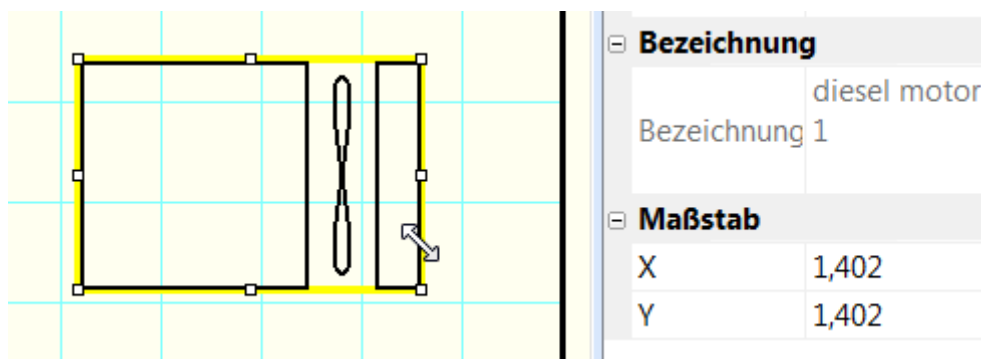 Bezeichnung
diesel motor
Bezeichnung 1
Maßstab
X 1,402
Y 1,402